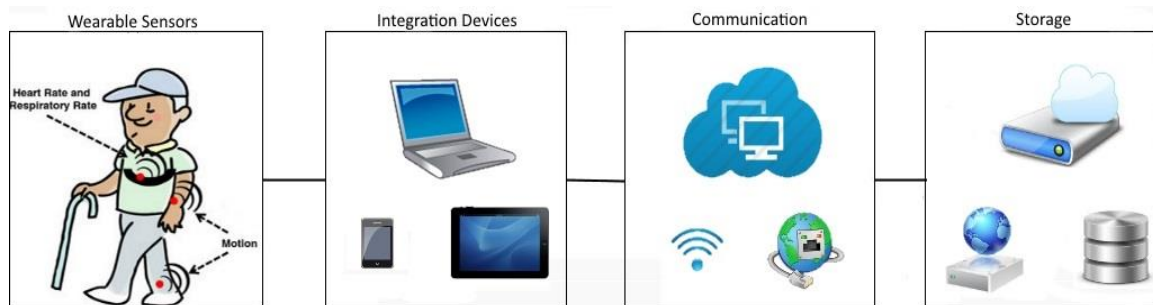 Wearable Sensors
Integration Devices
Communication
Storage
Heart Rate and
Respiratory Rate
Motion